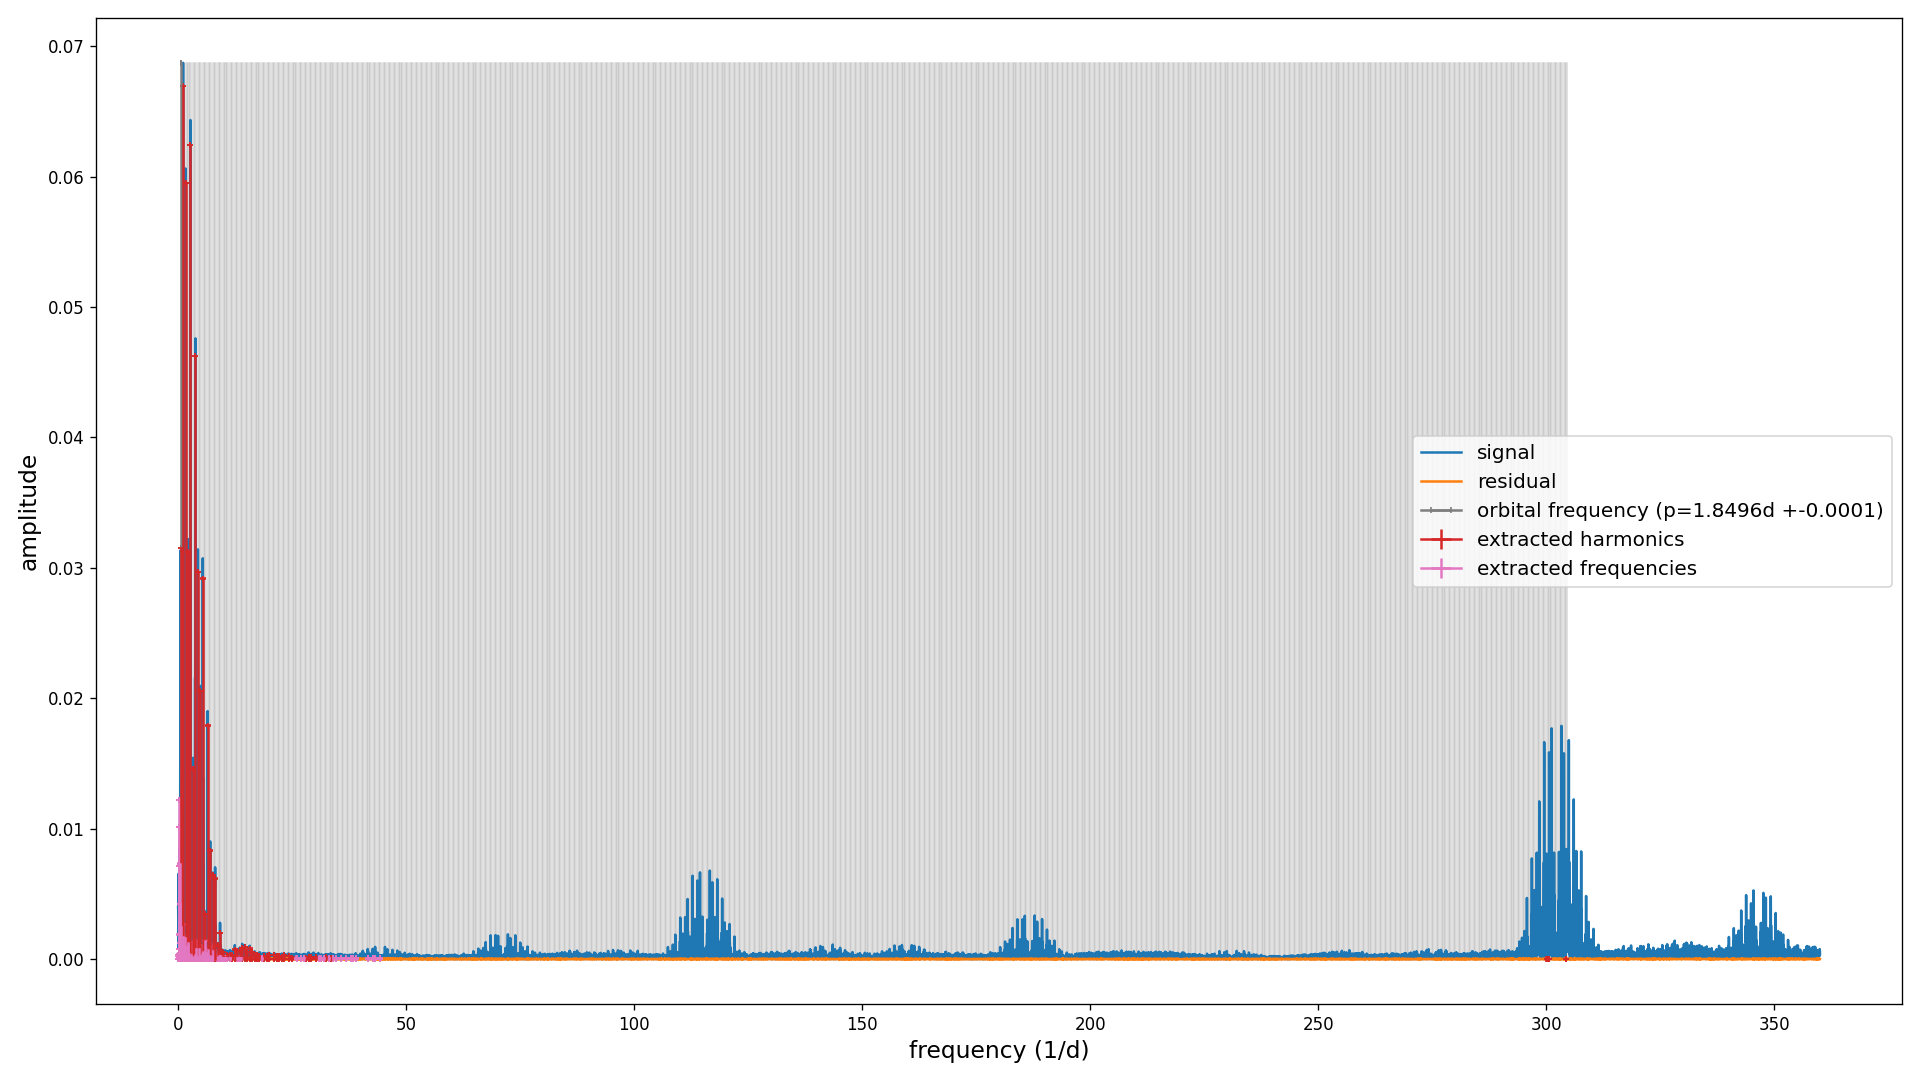 0.07
0.06
0.05
0.04
0.03
0.02
0.01
0.00
amplitude
signal
residual
orbital frequency (p=1.8496d +-0.0001)
extracted harmonics
extracted frequencies
0 50 100 150 200 250 300 350
frequency (1/d)